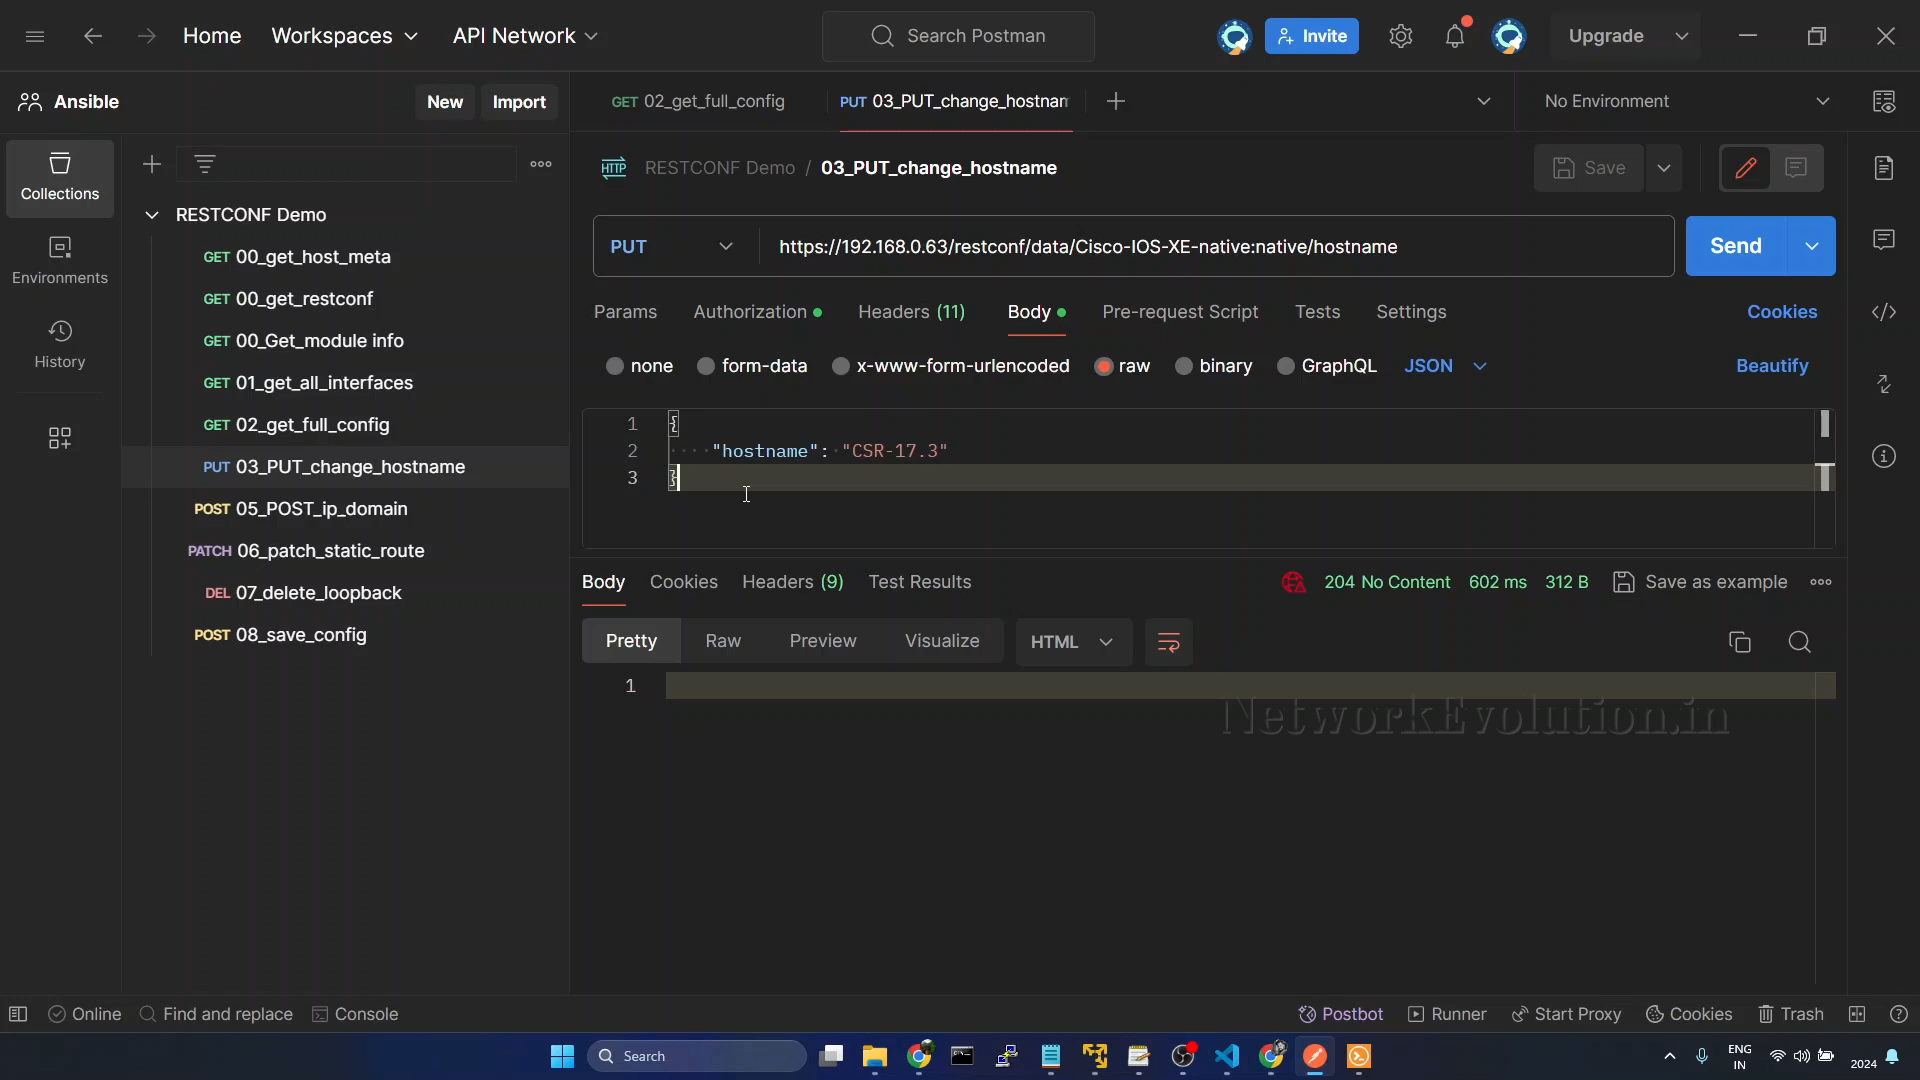 Home Workspaces API Network Search Postman Invite Upgrade
Ansible New Import GET 02_get_full_config PUT 03_PUT_change_hostnan No Environment
Collections
Environments
History
RESTCONF Demo
GET 00_get_host_meta
GET 00_get_restconf
GET 00_Get_module info
GET 01_get_all_interfaces
GET 02_get_full_config
PUT 03_PUT_change_hostname
POST 05_POST_ip_domain
PATCH 06_patch_static_route
DEL 07_delete_loopback
POST 08_save_config
HTTP RESTCONF Demo / 03_PUT_change_hostname Save
PUT https://192.168.0.63/restconf/data/Cisco-IOS-XE-native:native/hostname Send
Params Authorization Headers (11) Body Pre-request Script Tests Settings Cookies
none form-data x-www-form-urlencoded raw binary GraphQL JSON Beautify
1 {
2 "hostname": "CSR-17.3"
3 }
Body Cookies Headers (9) Test Results 204 No Content 602 ms 312 B Save as example
Pretty Raw Preview Visualize HTML
1
NetworkEvolution.in
Online Find and replace Console Postbot Runner Start Proxy Cookies Trash
Search ENG
IN 2024